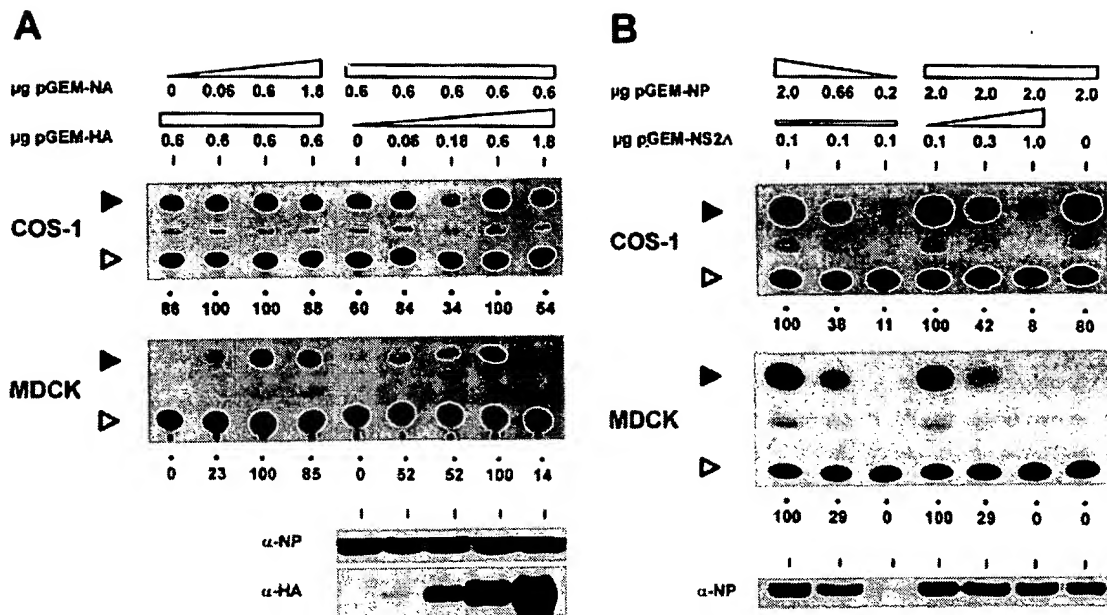 A
µg pGEM-NA 0 0.06 0.6 1.8 0.6 0.6 0.6 0.6 0.6
µg pGEM-HA 0.6 0.6 0.6 0.6 0 0.06 0.18 0.6 1.8
COS-1
86 100 100 88 60 84 34 100 54
MDCK
0 23 100 85 0 52 52 100 14
α-NP
α-HA
B
µg pGEM-NP 2.0 0.66 0.2 2.0 2.0 2.0 2.0
µg pGEM-NS2Λ 0.1 0.1 0.1 0.1 0.3 1.0 0
COS-1
100 38 11 100 42 8 80
MDCK
100 29 0 100 29 0 0
α-NP